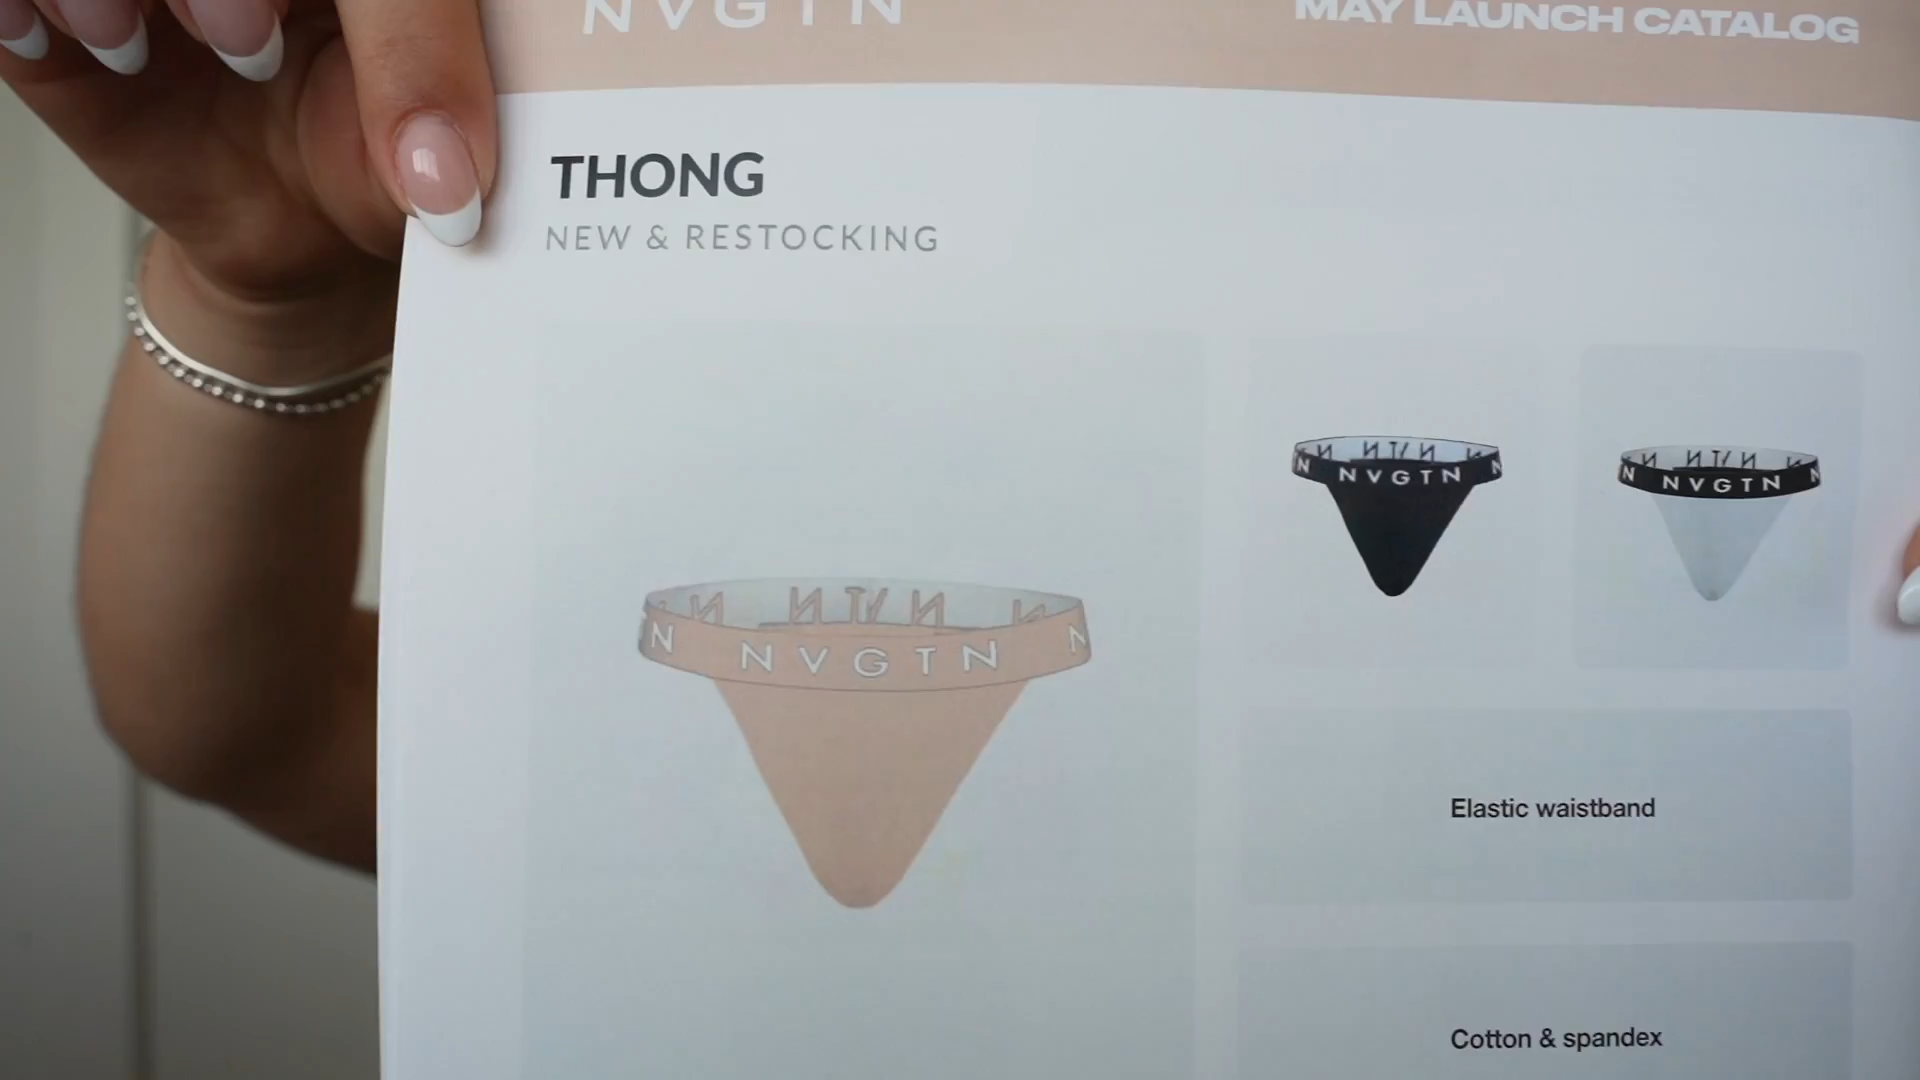 NVGTN
MAY LAUNCH CATALOG
THONG
NEW & RESTOCKING
NVGTN
NVGTN
NVGTN
Elastic waistband
Cotton & spandex